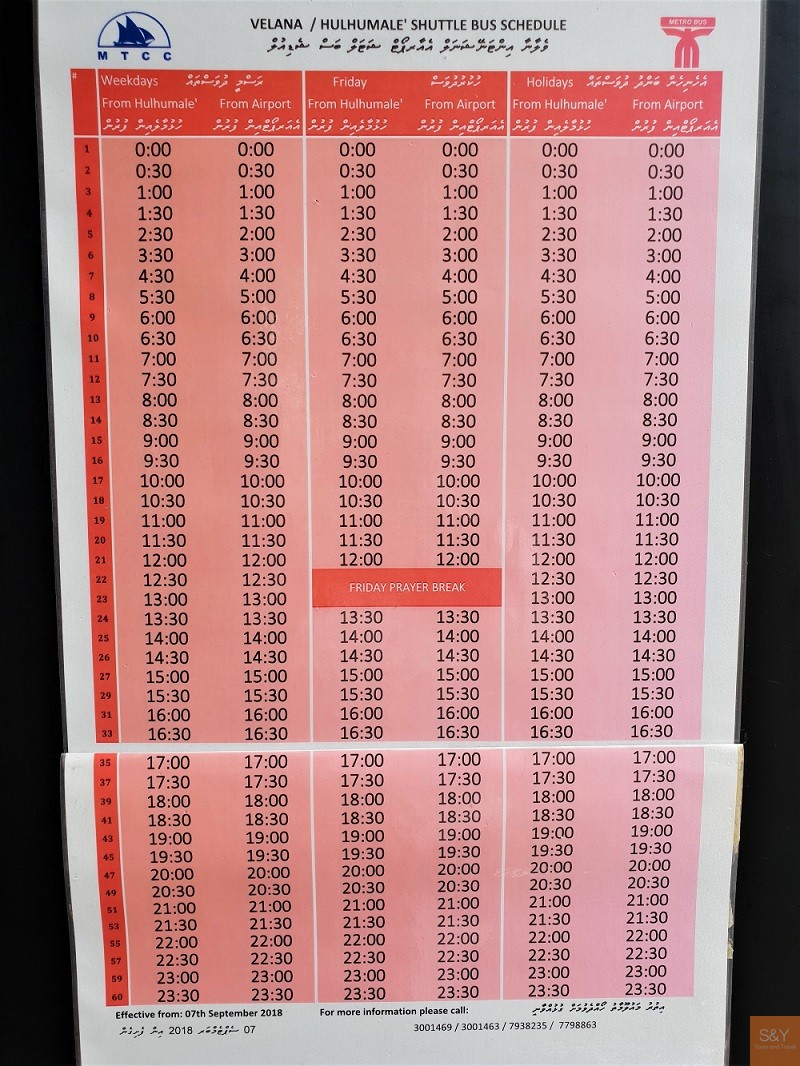 MTCC
VELANA / HULHUMALE' SHUTTLE BUS SCHEDULE
METRO BUS
ވެލާނާ އިންޓަނޭޝަނަލް އެއާރޕޯޓް ޝަޓަލް ބަސް ޝެޑިއުލް
# Weekdays ރަސްމީ ދުވަސްތައް Friday ހުކުރުދުވަސް Holidays އެހެނިހެން ބަންދު ދުވަސްތައް
From Hulhumale' From Airport From Hulhumale' From Airport From Hulhumale' From Airport
ހުޅުމާލެއިން ފުރުން އެއަރޕޯޓްއިން ފުރުން ހުޅުމާލެއިން ފުރުން އެއަރޕޯޓްއިން ފުރުން ހުޅުމާލެއިން ފުރުން އެއަރޕޯޓްއިން ފުރުން
1 0:00 0:00 0:00 0:00 0:00 0:00
2 0:30 0:30 0:30 0:30 0:30 0:30
3 1:00 1:00 1:00 1:00 1:00 1:00
4 1:30 1:30 1:30 1:30 1:30 1:30
5 2:30 2:00 2:30 2:00 2:30 2:00
6 3:30 3:00 3:30 3:00 3:30 3:00
7 4:30 4:00 4:30 4:00 4:30 4:00
8 5:30 5:00 5:30 5:00 5:30 5:00
9 6:00 6:00 6:00 6:00 6:00 6:00
10 6:30 6:30 6:30 6:30 6:30 6:30
11 7:00 7:00 7:00 7:00 7:00 7:00
12 7:30 7:30 7:30 7:30 7:30 7:30
13 8:00 8:00 8:00 8:00 8:00 8:00
14 8:30 8:30 8:30 8:30 8:30 8:30
15 9:00 9:00 9:00 9:00 9:00 9:00
16 9:30 9:30 9:30 9:30 9:30 9:30
17 10:00 10:00 10:00 10:00 10:00 10:00
18 10:30 10:30 10:30 10:30 10:30 10:30
19 11:00 11:00 11:00 11:00 11:00 11:00
20 11:30 11:30 11:30 11:30 11:30 11:30
21 12:00 12:00 12:00 12:00 12:00 12:00
22 12:30 12:30 12:30 12:30
FRIDAY PRAYER BREAK
23 13:00 13:00 13:00 13:00
24 13:30 13:30 13:30 13:30 13:30 13:30
25 14:00 14:00 14:00 14:00 14:00 14:00
26 14:30 14:30 14:30 14:30 14:30 14:30
27 15:00 15:00 15:00 15:00 15:00 15:00
29 15:30 15:30 15:30 15:30 15:30 15:30
31 16:00 16:00 16:00 16:00 16:00 16:00
33 16:30 16:30 16:30 16:30 16:30 16:30
35 17:00 17:00 17:00 17:00 17:00 17:00
37 17:30 17:30 17:30 17:30 17:30 17:30
39 18:00 18:00 18:00 18:00 18:00 18:00
41 18:30 18:30 18:30 18:30 18:30 18:30
43 19:00 19:00 19:00 19:00 19:00 19:00
45 19:30 19:30 19:30 19:30 19:30 19:30
47 20:00 20:00 20:00 20:00 20:00 20:00
49 20:30 20:30 20:30 20:30 20:30 20:30
51 21:00 21:00 21:00 21:00 21:00 21:00
53 21:30 21:30 21:30 21:30 21:30 21:30
55 22:00 22:00 22:00 22:00 22:00 22:00
57 22:30 22:30 22:30 22:30 22:30 22:30
59 23:00 23:00 23:00 23:00 23:00 23:00
60 23:30 23:30 23:30 23:30 23:30 23:30
Effective from: 07th September 2018 For more information please call: އިތުރު މަޢުލޫމާތު ހޯއްދެވުމަށް ގުޅުއްވާނީ
07 ސެޕްޓެމްބަރ 2018 އިން ފެށިގެން 3001469 / 3001463 / 7938235 / 7798863
S&Y